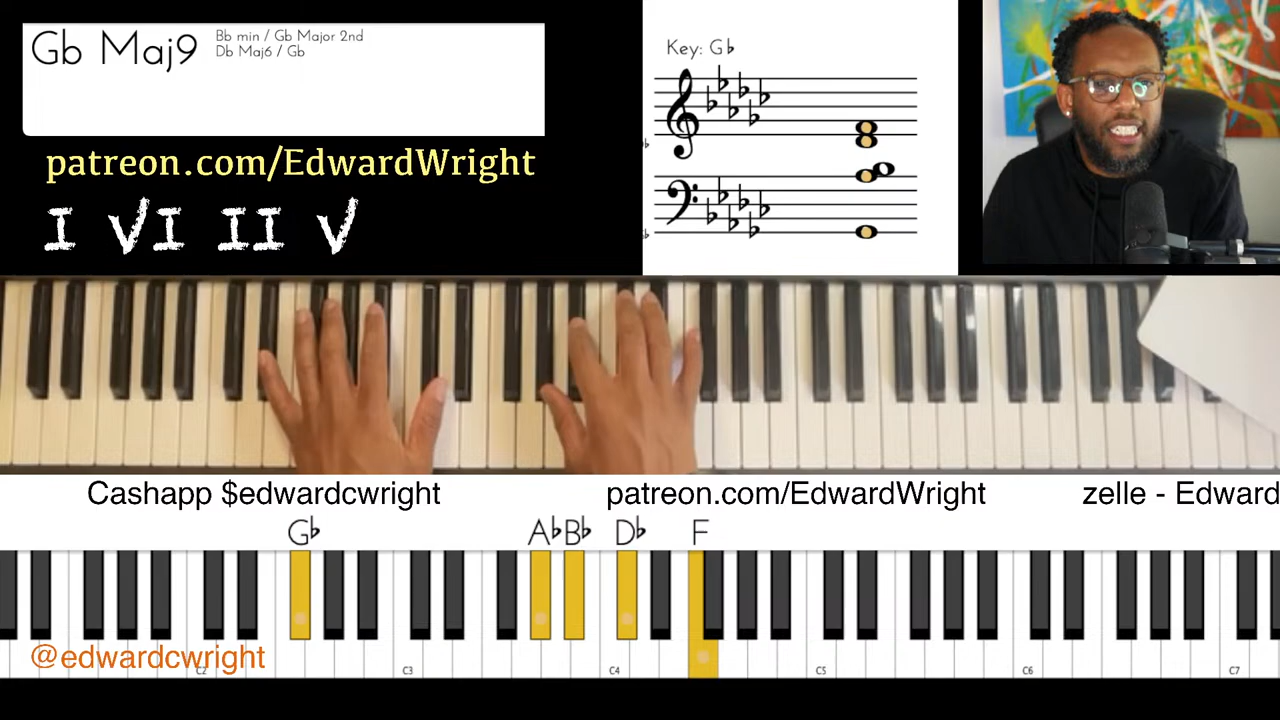 Gb Maj9
Bb min / Gb Major 2nd
Db Maj6 / Gb
Key: G♭
patreon.com/EdwardWright
I VI II V
Cashapp $edwardcwright patreon.com/EdwardWright zelle - Edward
G♭ A♭ B♭ D♭ F
@edwardcwright
C2 C3 C4 C5 C6 C7